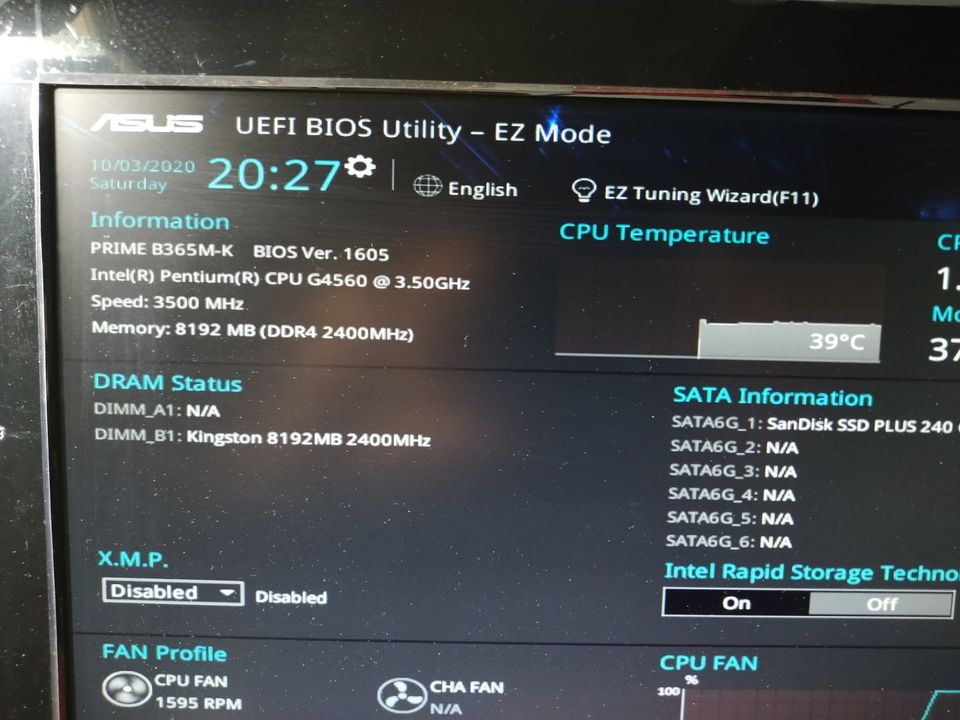 ASUS UEFI BIOS Utility – EZ Mode
10/03/2020
Saturday
20:27
English
EZ Tuning Wizard(F11)
Information
PRIME B365M-K BIOS Ver. 1605
Intel(R) Pentium(R) CPU G4560 @ 3.50GHz
Speed: 3500 MHz
Memory: 8192 MB (DDR4 2400MHz)
CPU Temperature
39°C
1.
37
DRAM Status
DIMM_A1: N/A
DIMM_B1: Kingston 8192MB 2400MHz
SATA Information
SATA6G_1: SanDisk SSD PLUS 240
SATA6G_2: N/A
SATA6G_3: N/A
SATA6G_4: N/A
SATA6G_5: N/A
SATA6G_6: N/A
X.M.P.
Disabled Disabled
Intel Rapid Storage Techno
On Off
FAN Profile
CPU FAN
1595 RPM
CHA FAN
N/A
CPU FAN
%
100